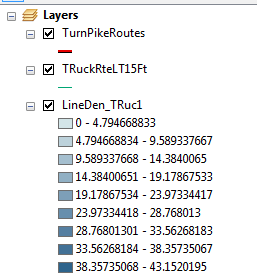 Layers
TurnPikeRoutes
TRuckRteLT15Ft
LineDen_TRuc1
0 - 4.794668833
4.794668834 - 9.589337667
9.589337668 - 14.3840065
14.38400651 - 19.17867533
19.17867534 - 23.97334417
23.97334418 - 28.768013
28.76801301 - 33.56268183
33.56268184 - 38.35735067
38.35735068 - 43.1520195